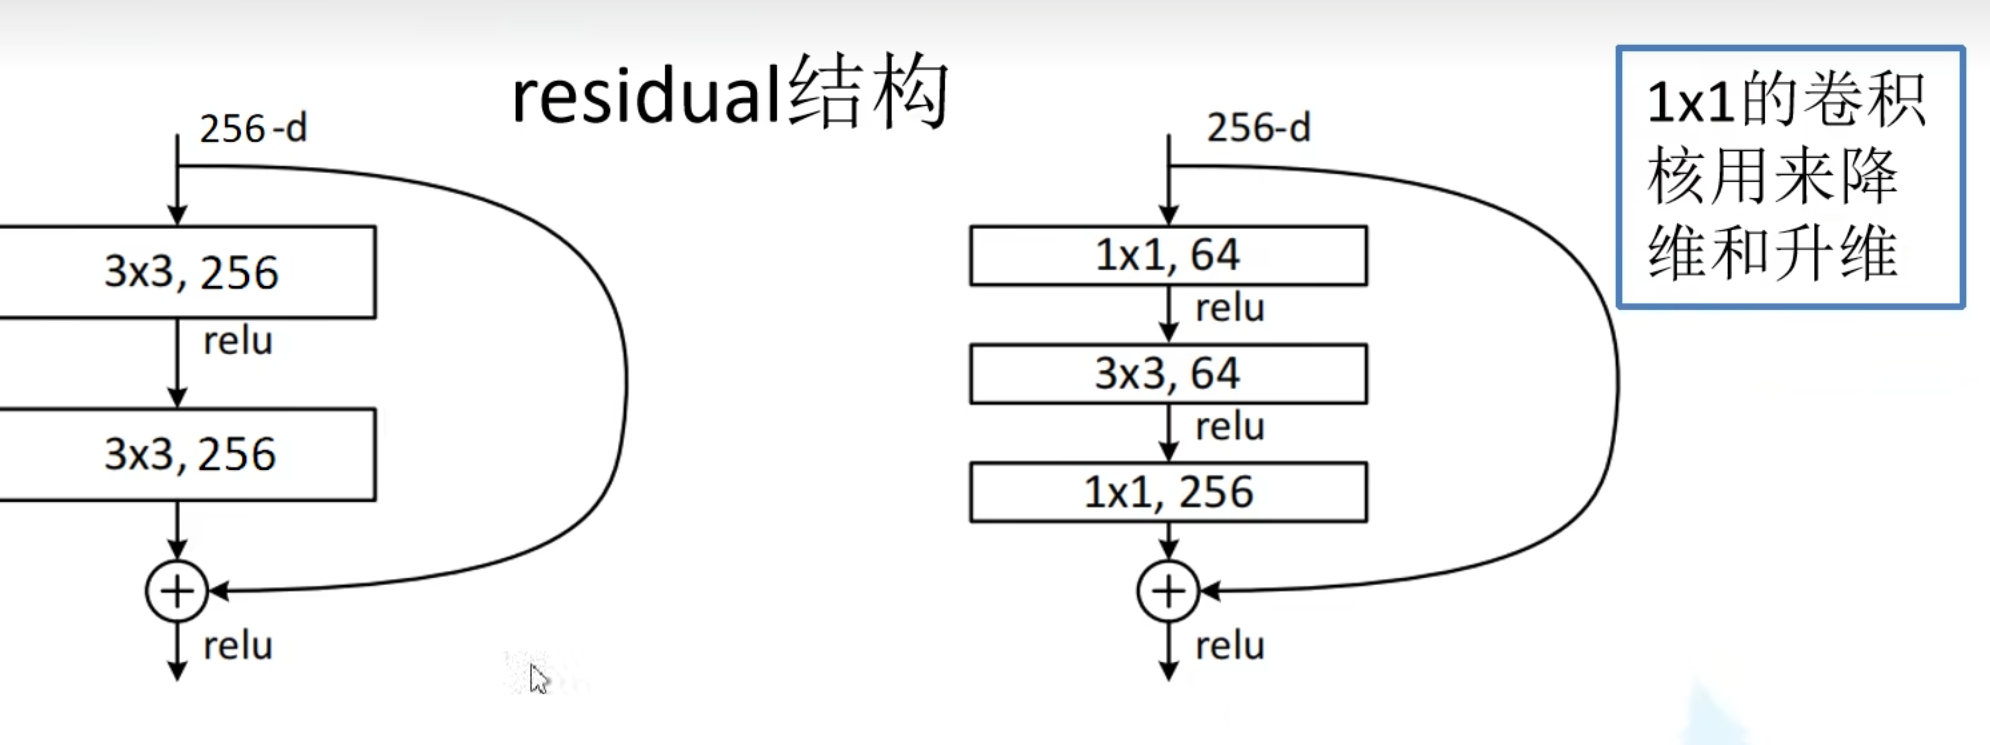 residual结构
256-d
3x3, 256
relu
3x3, 256
+
relu
256-d
1x1, 64
relu
3x3, 64
relu
1x1, 256
+
relu
1x1的卷积
核用来降
维和升维